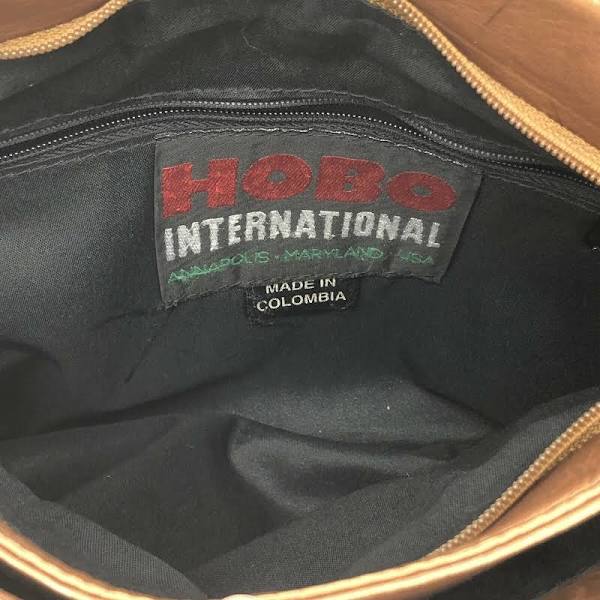 HOBO
INTERNATIONAL
ANNAPOLIS • MARYLAND • USA
MADE IN
COLOMBIA